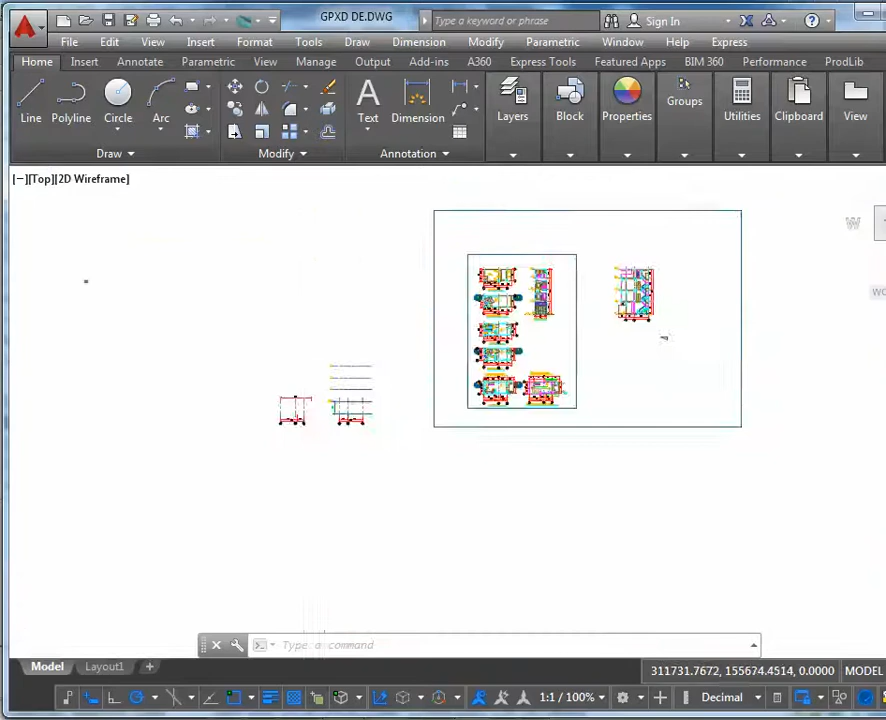 GPXD DE.DWG
Type a keyword or phrase
Sign In
File Edit View Insert Format Tools Draw Dimension Modify Parametric Window Help Express
Home Insert Annotate Parametric View Manage Output Add-ins A360 Express Tools Featured Apps BIM 360 Performance ProdLib
Line Polyline Circle Arc Text Dimension Layers Block Properties Groups Utilities Clipboard View
Draw Modify Annotation
[−][Top][2D Wireframe]
W
Type a command
Model Layout1
311731.7672, 155674.4514, 0.0000 MODEL
1:1 / 100% Decimal